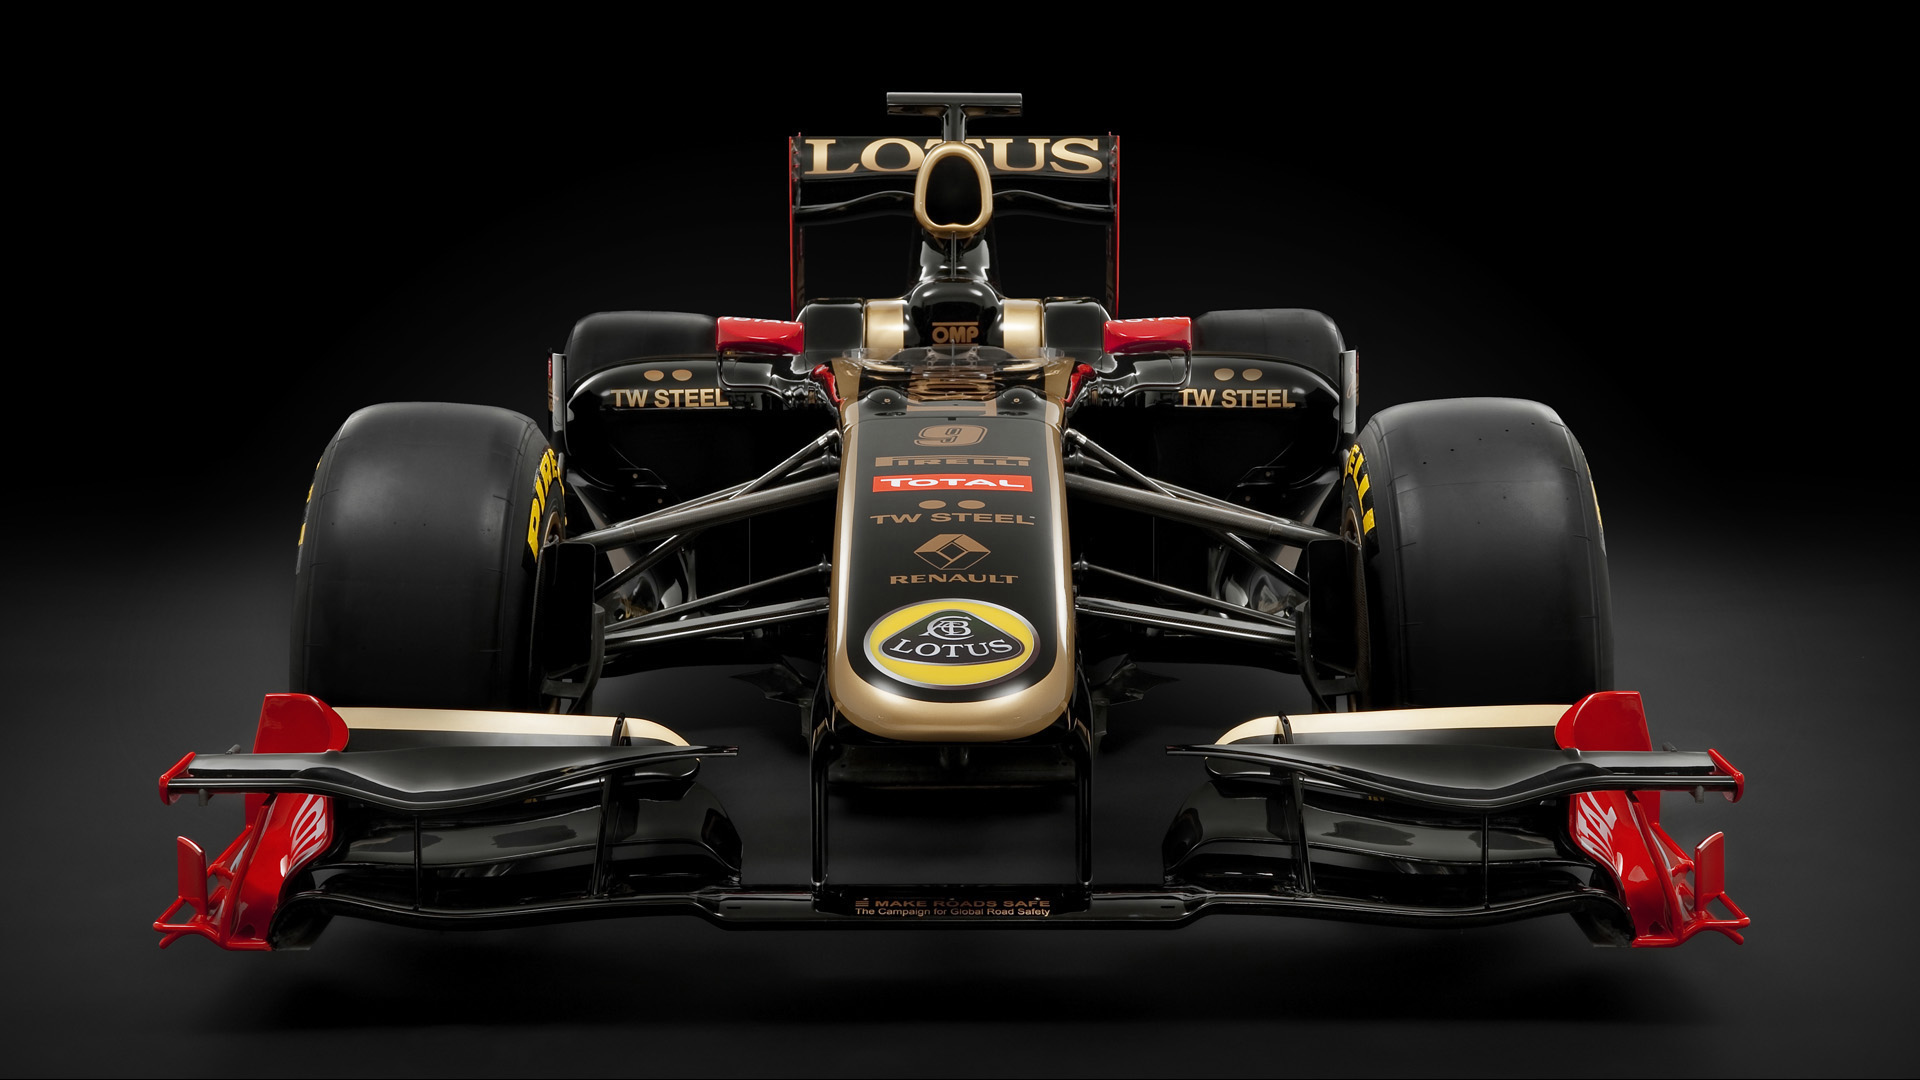 LOTUS
OMP
TW STEEL
TW STEEL
9
PIRELLI
TOTAL
TW STEEL
RENAULT
LOTUS
MAKE ROADS SAFE
The Campaign for Global Road Safety